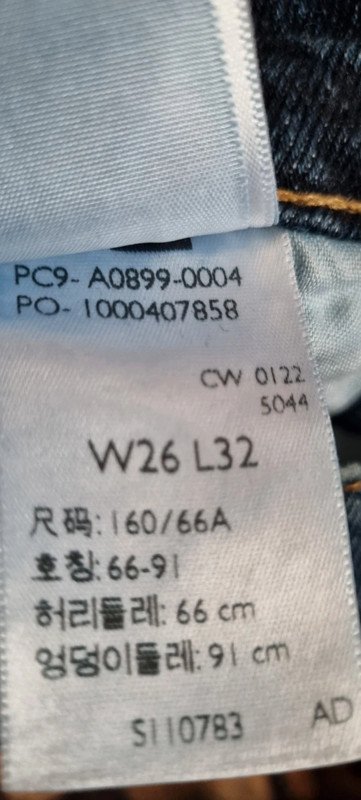 PC9- A0899-0004
PO- 1000407858
CW 0122
5044
W26 L32
尺码: 160/66A
호칭: 66-91
허리둘레: 66 cm
엉덩이둘레: 91 cm
S110783
AD